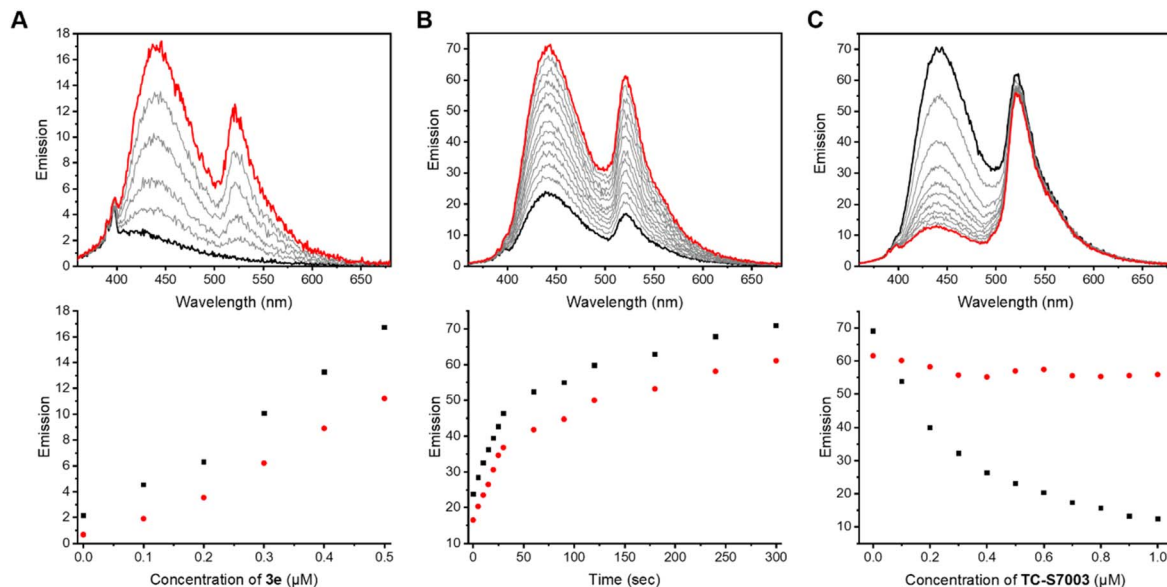 A
18
16
14
12
10
8
6
4
2
0
Emission
400 450 500 550 600 650
Wavelength (nm)
B
70
60
50
40
30
20
10
0
Emission
400 450 500 550 600 650
Wavelength (nm)
C
80
70
60
50
40
30
20
10
0
Emission
400 450 500 550 600 650
Wavelength (nm)
18
16
14
12
10
8
6
4
2
0
Emission
0.0 0.1 0.2 0.3 0.4 0.5
Concentration of 3e (µM)
70
60
50
40
30
20
10
Emission
0 50 100 150 200 250 300
Time (sec)
70
60
50
40
30
20
10
Emission
0.0 0.2 0.4 0.6 0.8 1.0
Concentration of TC-S7003 (µM)